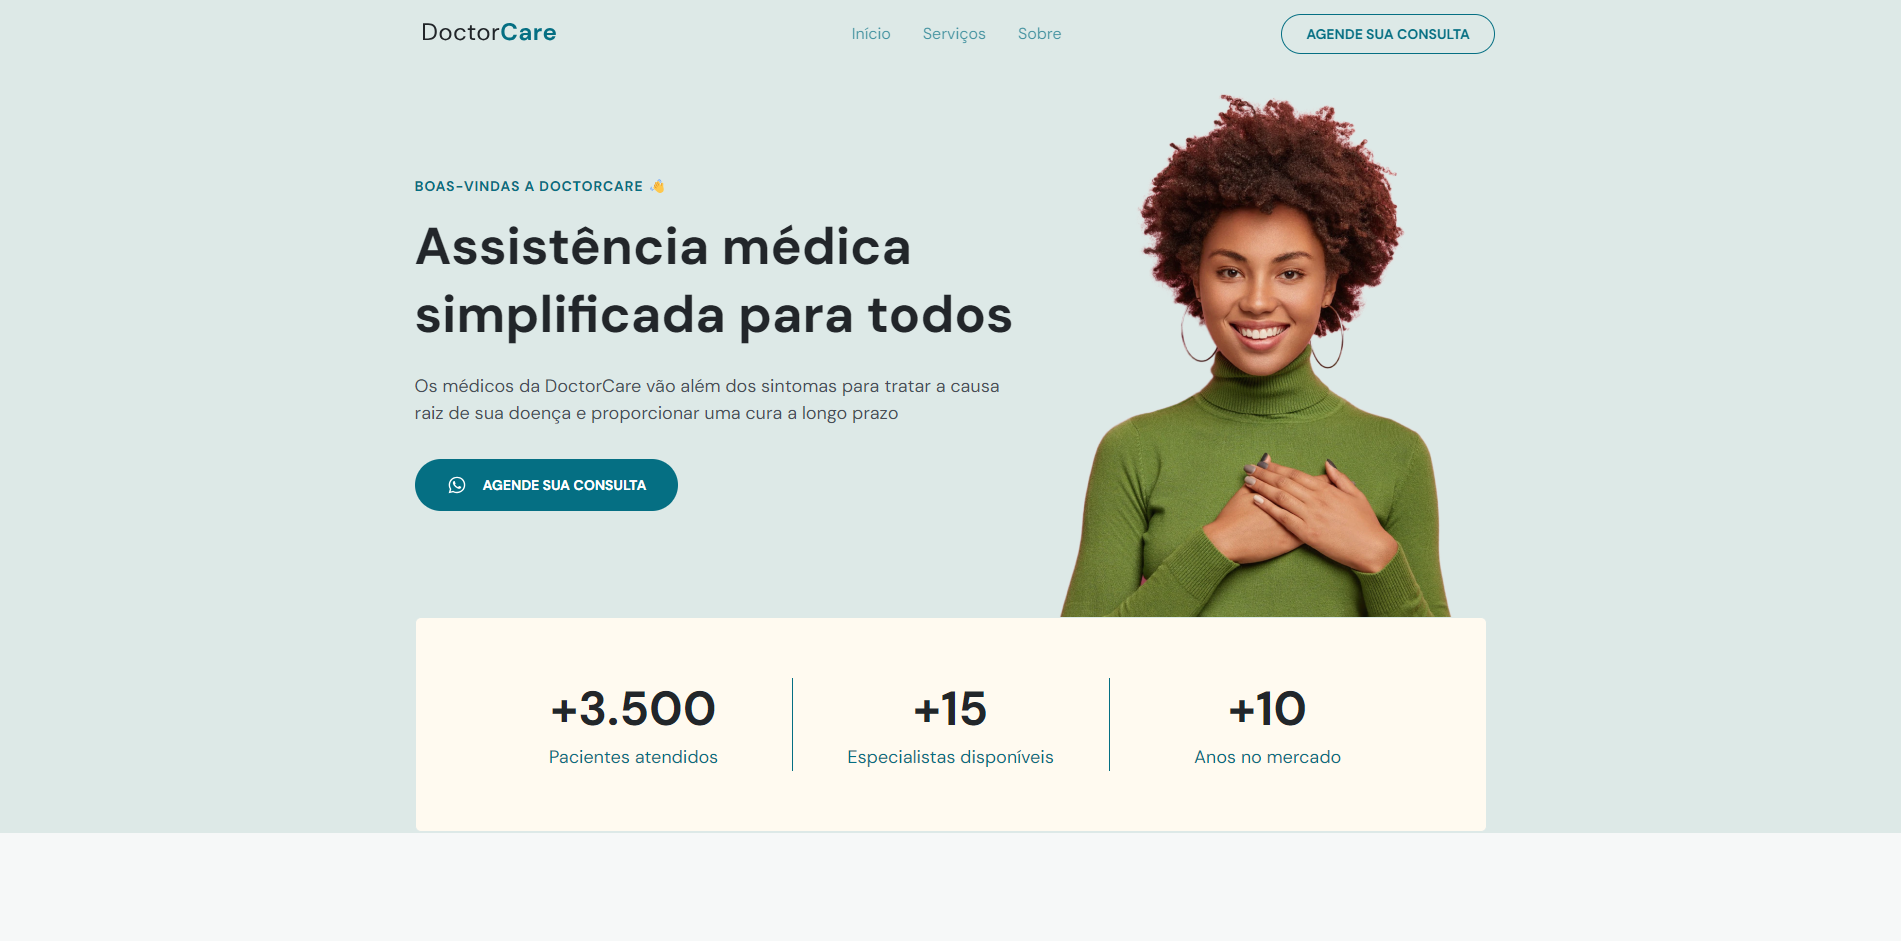 DoctorCare
Início Serviços Sobre
AGENDE SUA CONSULTA
BOAS-VINDAS A DOCTORCARE 👋
Assistência médica
simplificada para todos
Os médicos da DoctorCare vão além dos sintomas para tratar a causa
raiz de sua doença e proporcionar uma cura a longo prazo
AGENDE SUA CONSULTA
+3.500
Pacientes atendidos
+15
Especialistas disponíveis
+10
Anos no mercado